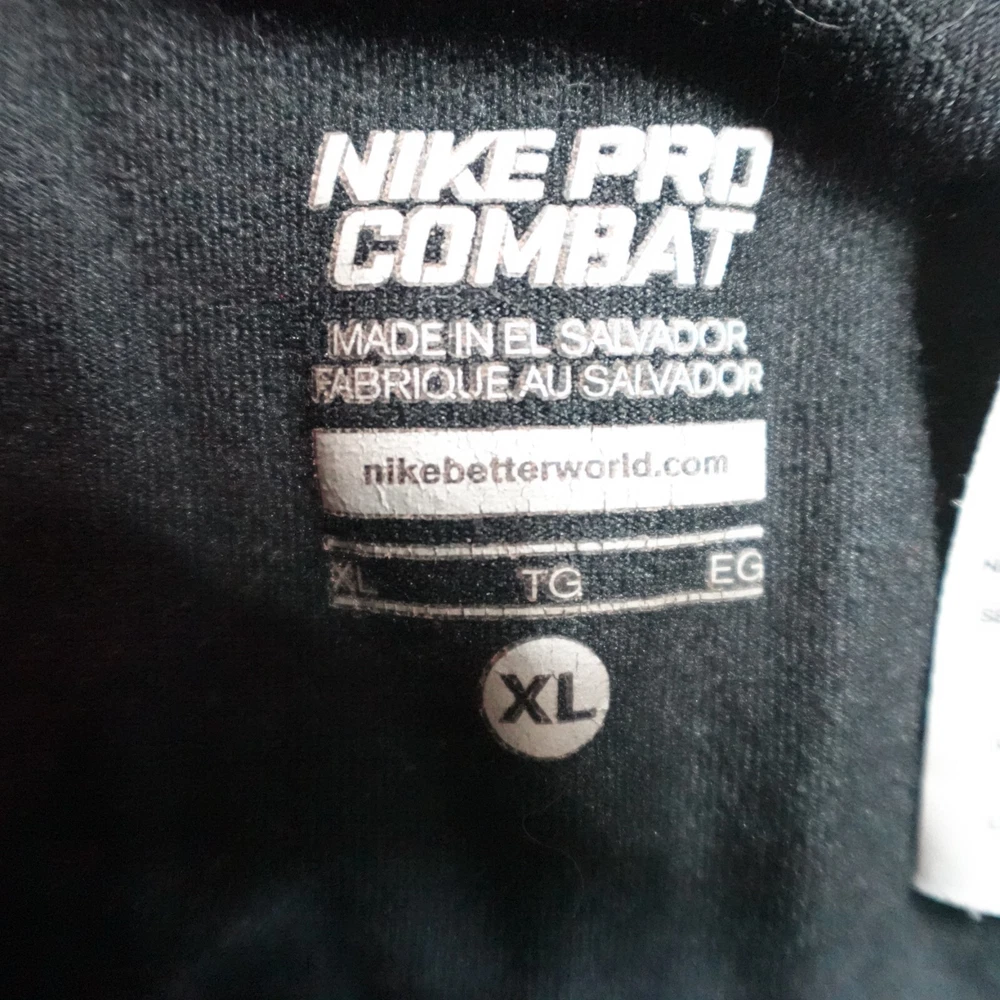 NIKE PRO
COMBAT
MADE IN EL SALVADOR
FABRIQUE AU SALVADOR
nikebetterworld.com
XL TG EG
XL